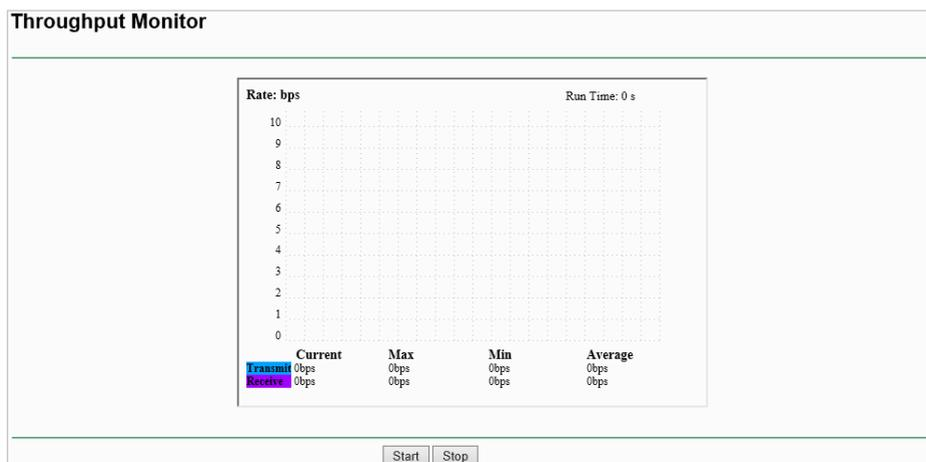 Throughput Monitor
Rate: bps Run Time: 0 s
10
9
8
7
6
5
4
3
2
1
0
Current Max Min Average
Transmit 0bps 0bps 0bps 0bps
Receive 0bps 0bps 0bps 0bps
Start Stop